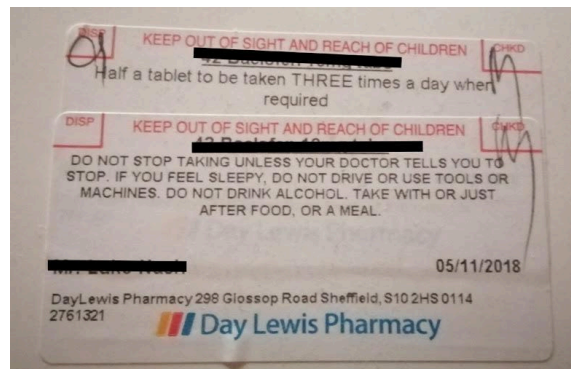 DISP KEEP OUT OF SIGHT AND REACH OF CHILDREN CHKD
Half a tablet to be taken THREE times a day when
required
DISP KEEP OUT OF SIGHT AND REACH OF CHILDREN CHKD
DO NOT STOP TAKING UNLESS YOUR DOCTOR TELLS YOU TO
STOP. IF YOU FEEL SLEEPY, DO NOT DRIVE OR USE TOOLS OR
MACHINES. DO NOT DRINK ALCOHOL. TAKE WITH OR JUST
AFTER FOOD, OR A MEAL.
05/11/2018
DayLewis Pharmacy 298 Glossop Road Sheffield, S10 2HS 0114
2761321
Day Lewis Pharmacy